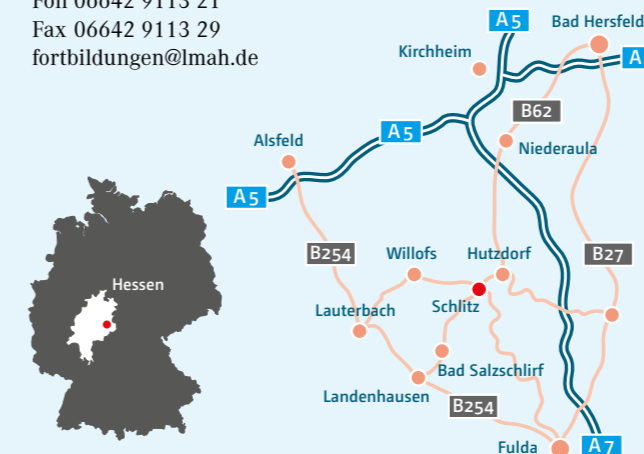 Fon 06642 9113 21
Fax 06642 9113 29
fortbildungen@lmah.de
A5
Bad Hersfeld
Kirchheim
A
B62
A5
Alsfeld
Niederaula
A5
B254
Willofs
Hutzdorf
B27
Hessen
Lauterbach
Schlitz
Bad Salzschlirf
Landenhausen
B254
Fulda
A7